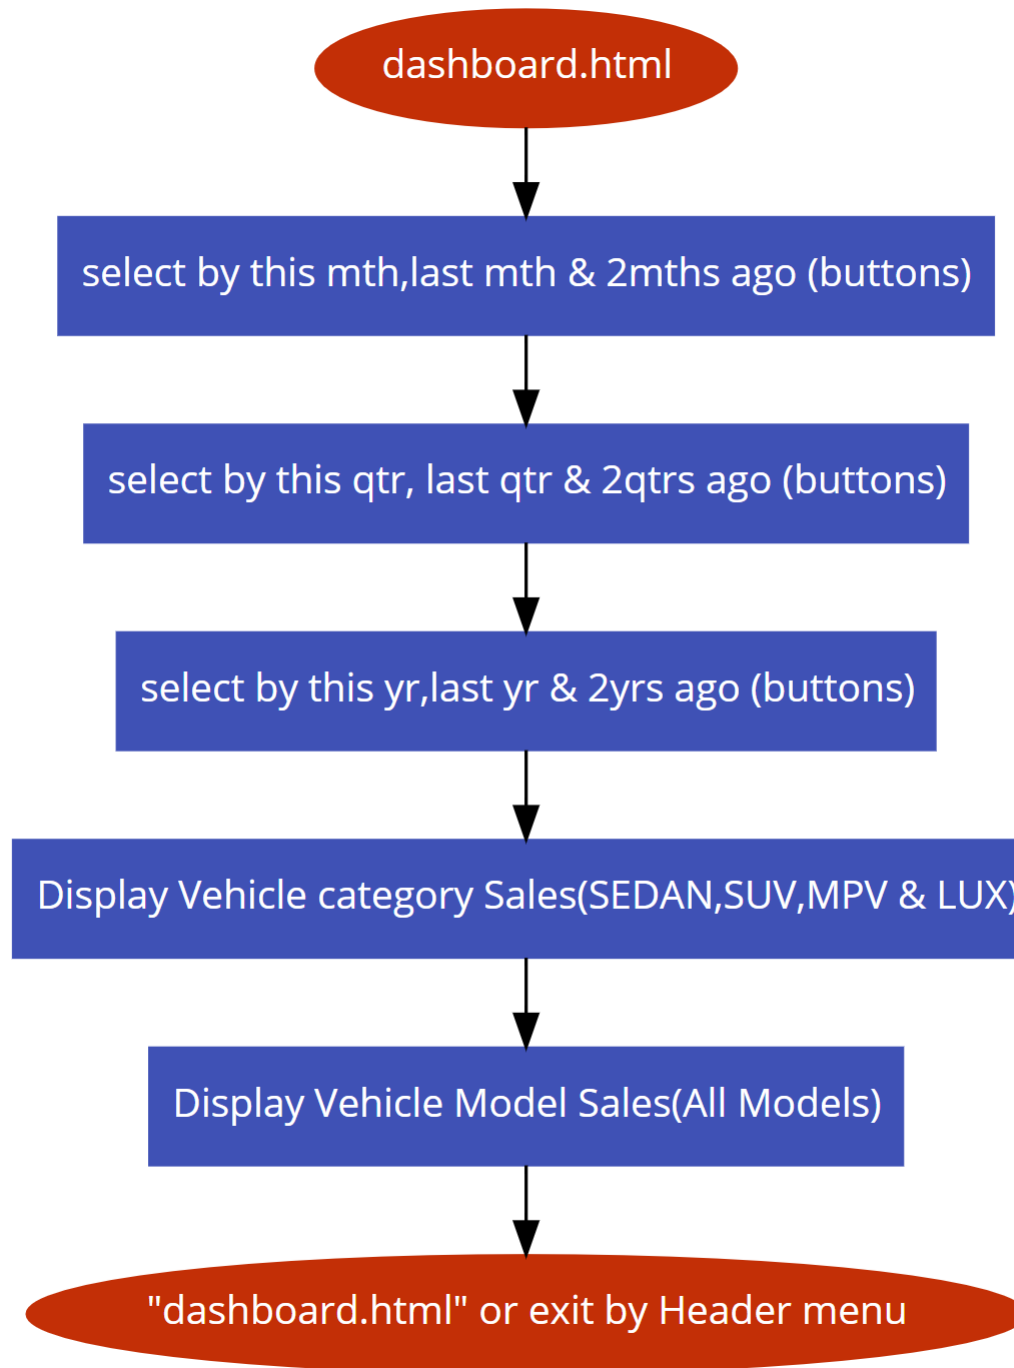 dashboard.html
select by this mth,last mth & 2mths ago (buttons)
select by this qtr, last qtr & 2qtrs ago (buttons)
select by this yr,last yr & 2yrs ago (buttons)
Display Vehicle category Sales(SEDAN,SUV,MPV & LUX)
Display Vehicle Model Sales(All Models)
"dashboard.html" or exit by Header menu